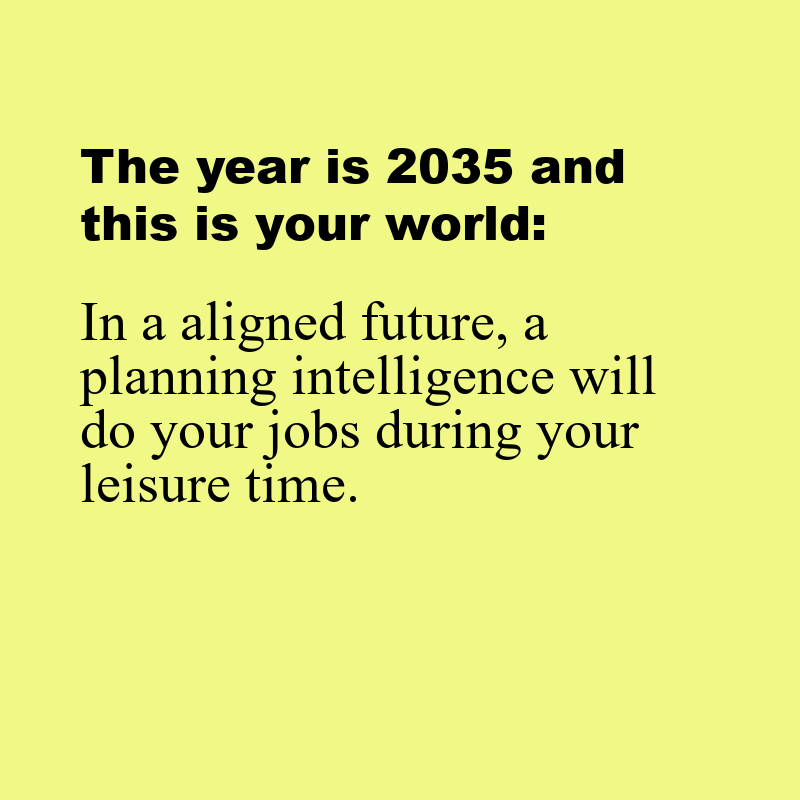 The year is 2035 and
this is your world:
In a aligned future, a
planning intelligence will
do your jobs during your
leisure time.